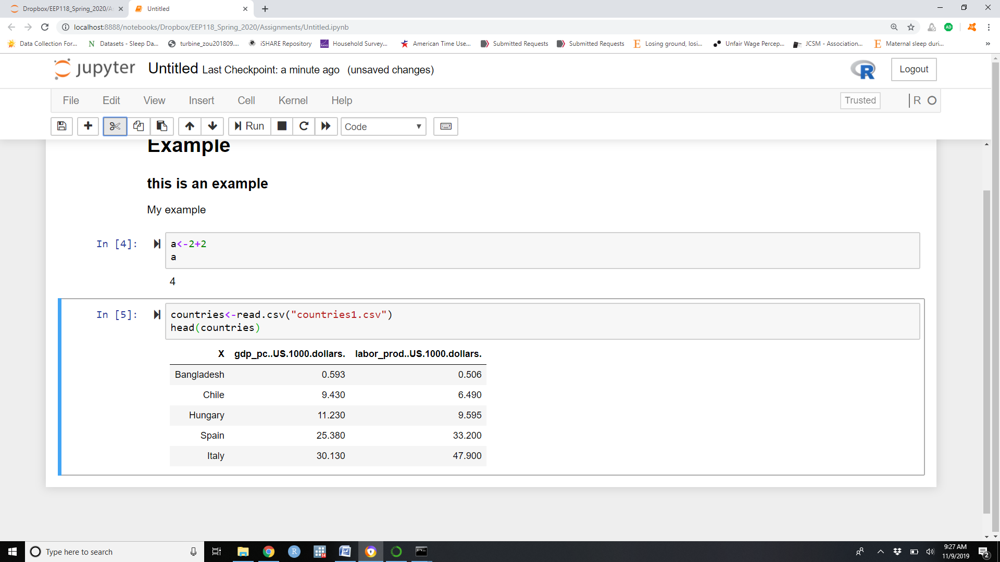 Dropbox/EEP118_Spring_2020/A
Untitled
localhost:8888/notebooks/Dropbox/EEP118_Spring_2020/Assignments/Untitled.ipynb
AD
Data Collection For...
N Datasets - Sleep Da...
turbine_zou201809....
iSHARE Repository
RAND Household Survey...
American Time Use...
Submitted Requests
Submitted Requests
E Losing ground, losi...
Unfair Wage Percep...
JCSM - Association...
E Maternal sleep duri...
»
jupyter Untitled Last Checkpoint: a minute ago (unsaved changes)
R
Logout
File Edit View Insert Cell Kernel Help
Trusted
R
Run
Code
Example
this is an example
My example
In [4]: a<-2+2
a
4
In [5]: countries<-read.csv("countries1.csv")
head(countries)
X gdp_pc..US.1000.dollars. labor_prod..US.1000.dollars.
Bangladesh 0.593 0.506
Chile 9.430 6.490
Hungary 11.230 9.595
Spain 25.380 33.200
Italy 30.130 47.900
Type here to search
R
14
W
9:27 AM
11/9/2019
2